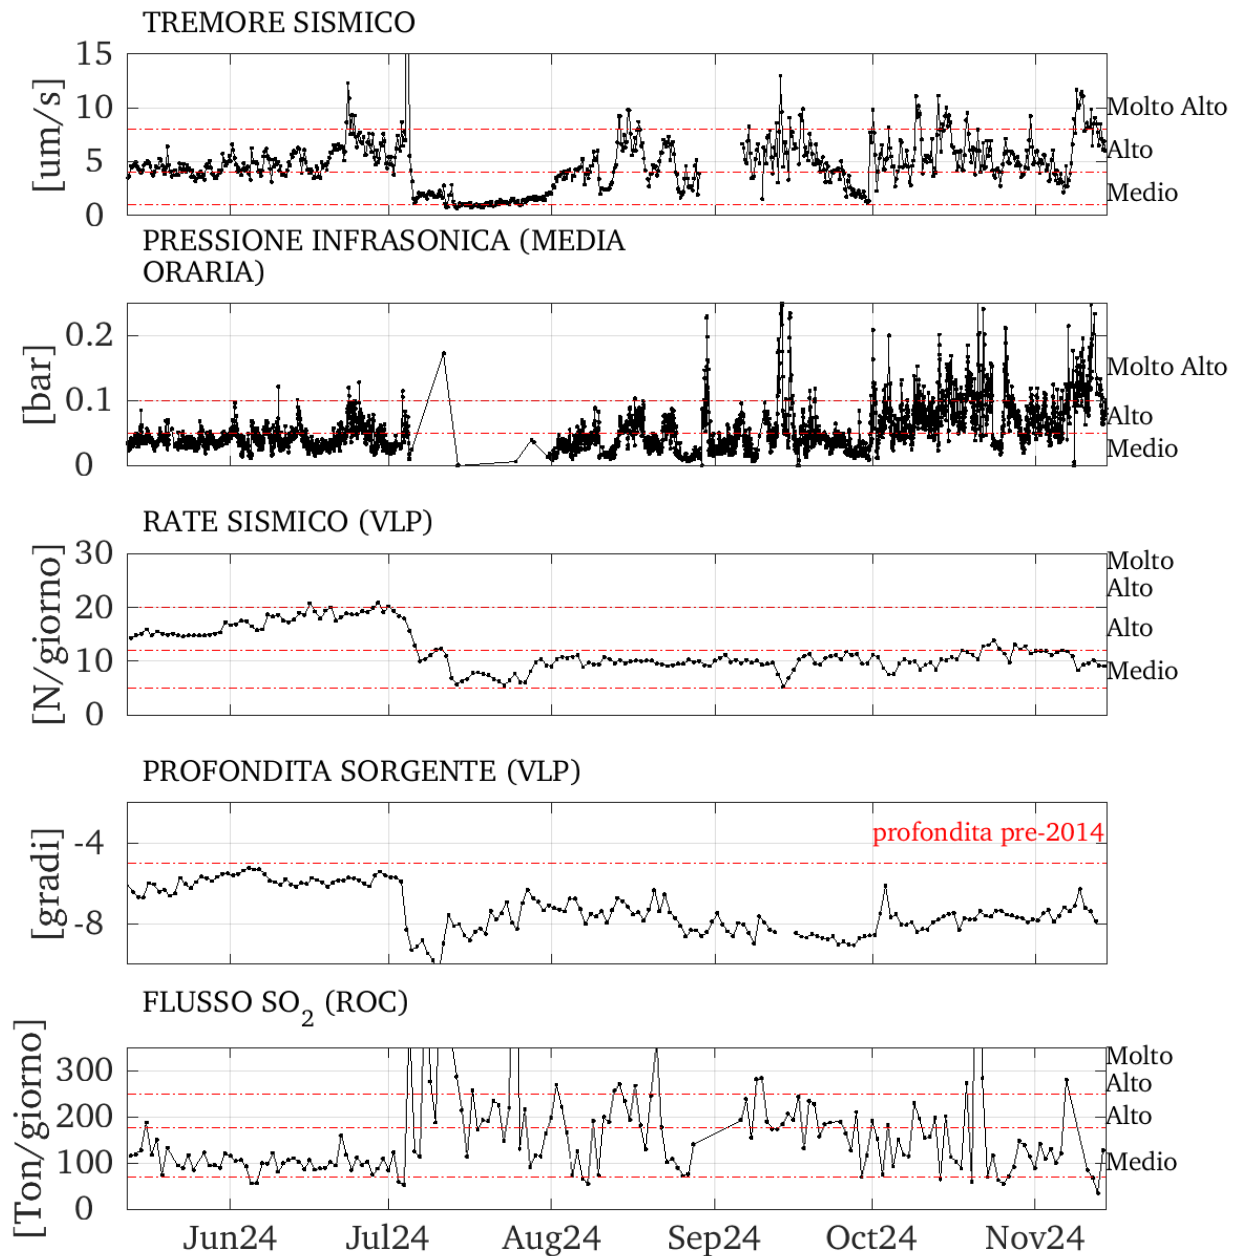 TREMORE SISMICO
15
10
5
0
[um/s]
Molto Alto
Alto
Medio
PRESSIONE INFRASONICA (MEDIA
ORARIA)
0.2
0.1
0
[bar]
Molto Alto
Alto
Medio
RATE SISMICO (VLP)
30
20
10
0
[N/giorno]
Molto
Alto
Alto
Medio
PROFONDITA SORGENTE (VLP)
-4
-8
[gradi]
profondita pre-2014
FLUSSO SO2 (ROC)
300
200
100
0
[Ton/giorno]
Molto
Alto
Alto
Medio
Jun24 Jul24 Aug24 Sep24 Oct24 Nov24